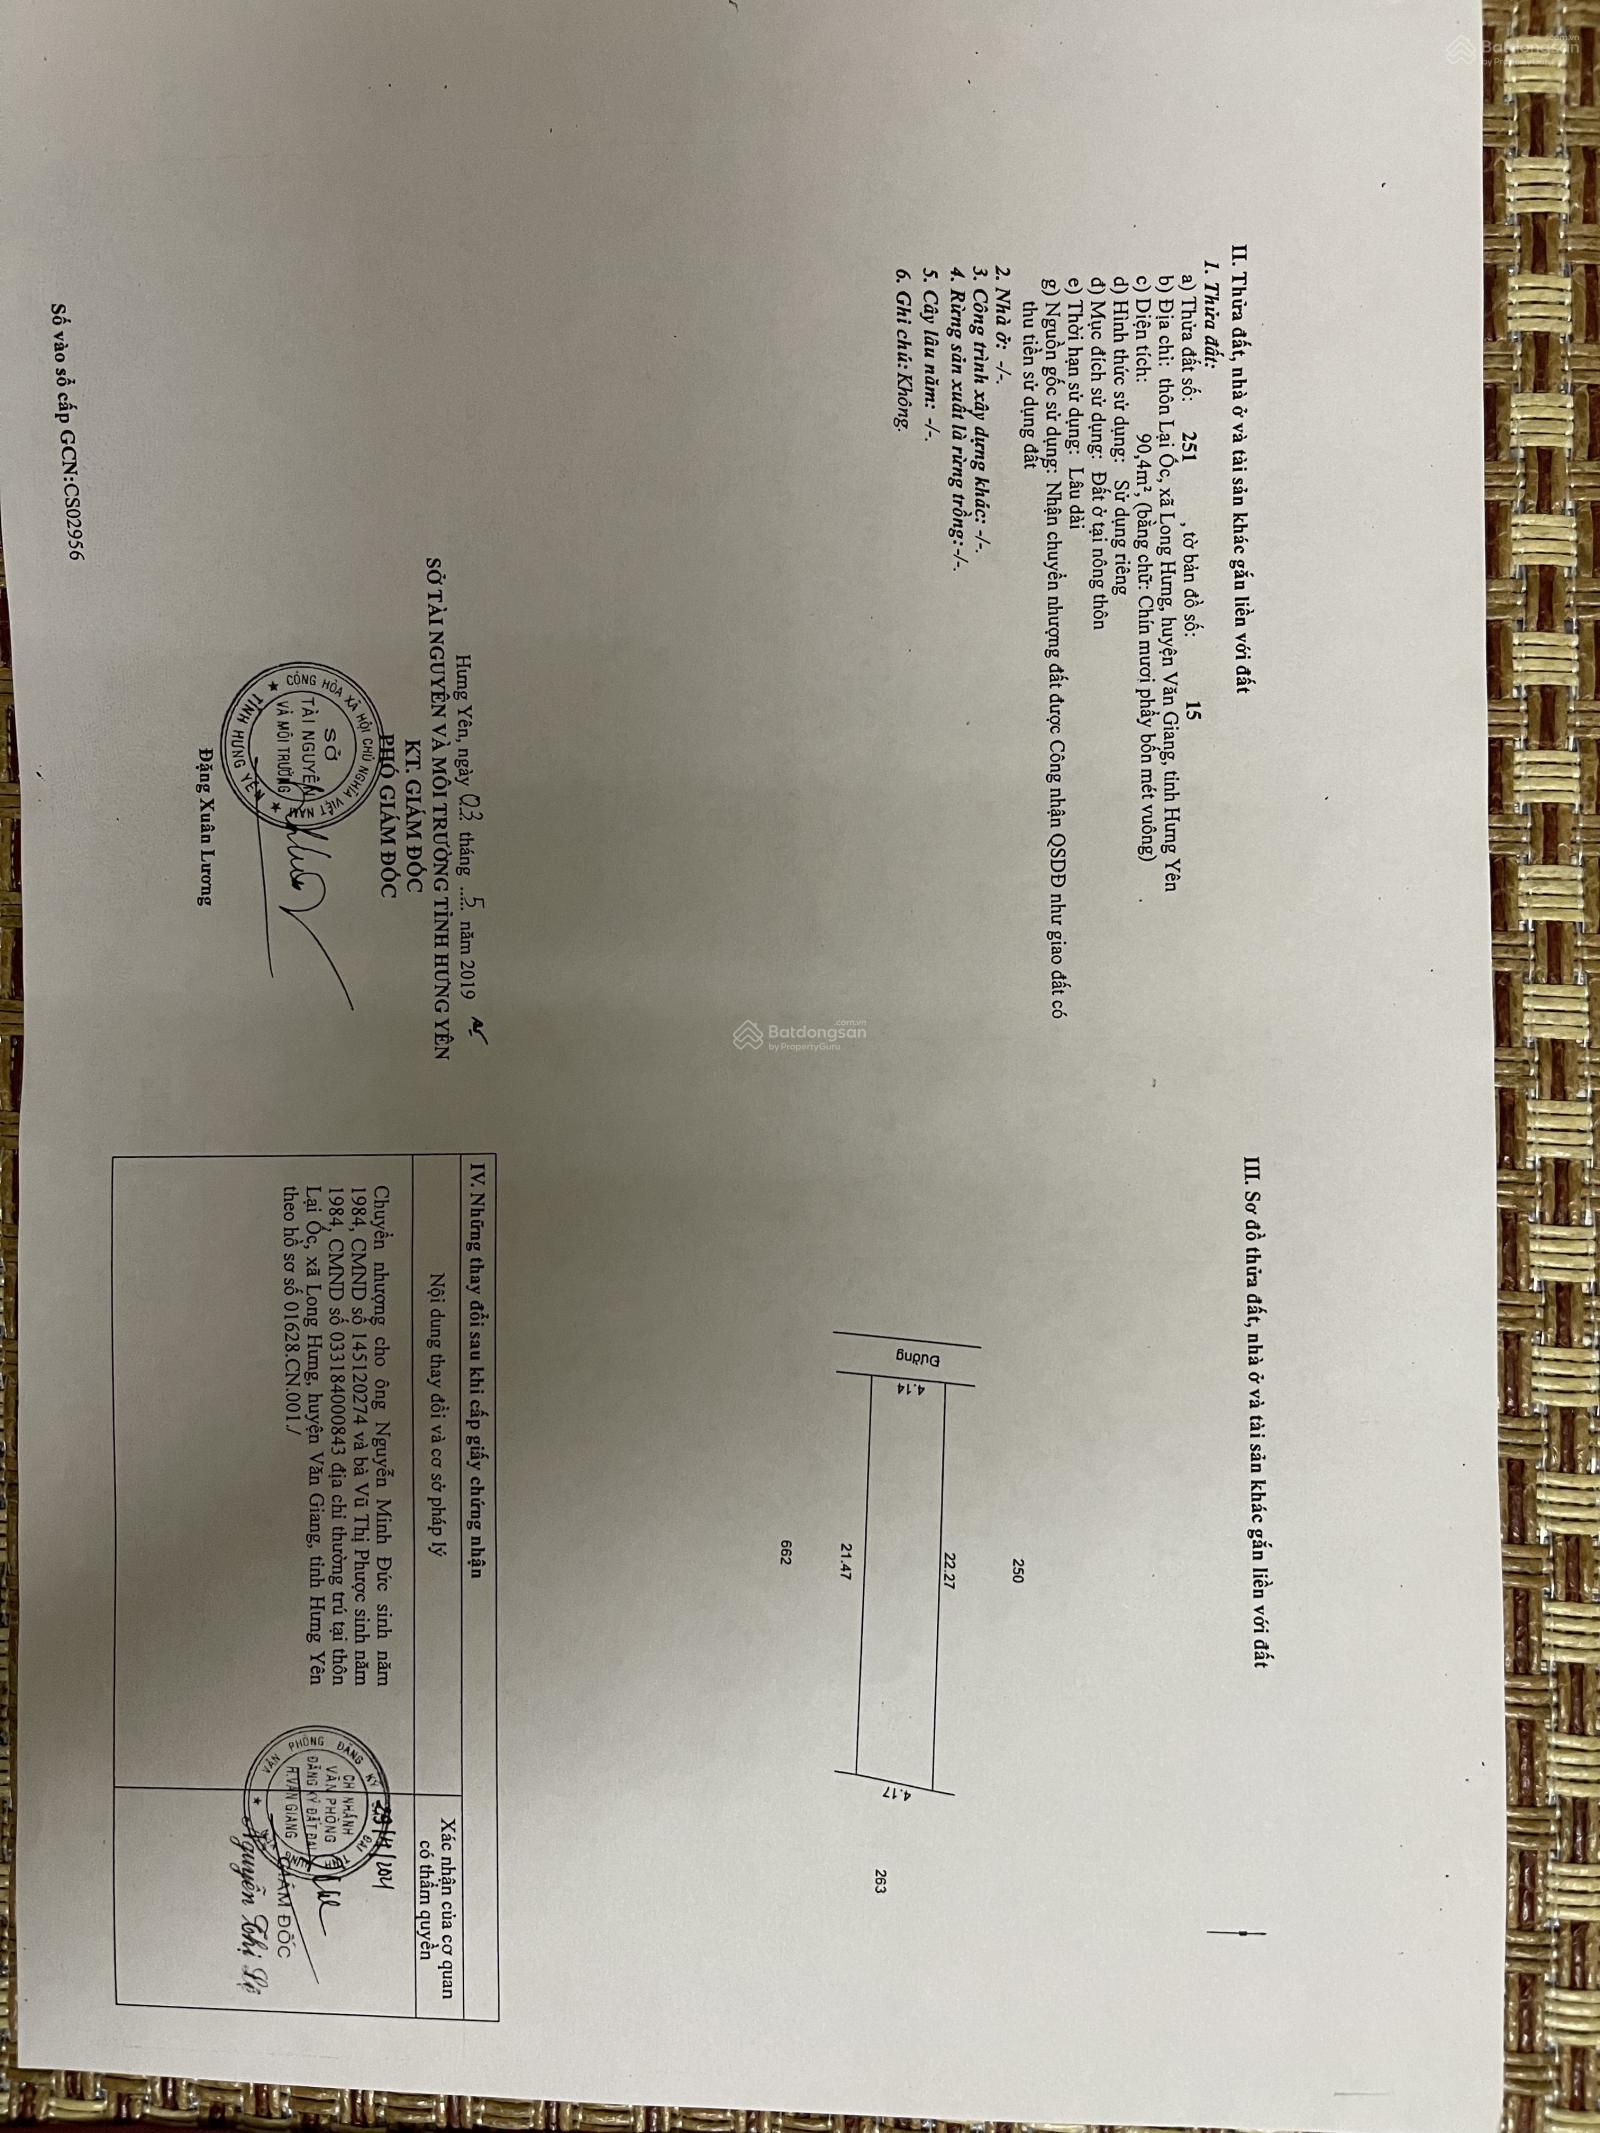 II. Thửa đất, nhà ở và tài sản khác gắn liền với đất
1. Thửa đất:
a) Thửa đất số: 251 , tờ bản đồ số: 15
b) Địa chỉ: thôn Lại Ốc, xã Long Hưng, huyện Văn Giang, tỉnh Hưng Yên
c) Diện tích: 90,4m², (bằng chữ: Chín mươi phẩy bốn mét vuông)
d) Hình thức sử dụng: Sử dụng riêng
đ) Mục đích sử dụng: Đất ở tại nông thôn
e) Thời hạn sử dụng: Lâu dài
g) Nguồn gốc sử dụng: Nhận chuyển nhượng đất được Công nhận QSDĐ như giao đất có
thu tiền sử dụng đất
2. Nhà ở: -/-.
3. Công trình xây dựng khác: -/-.
4. Rừng sản xuất là rừng trồng: -/-.
5. Cây lâu năm: -/-.
6. Ghi chú: Không.
Hưng Yên, ngày 03 tháng 5 năm 2019
SỞ TÀI NGUYÊN VÀ MÔI TRƯỜNG TỈNH HƯNG YÊN
KT. GIÁM ĐỐC
PHÓ GIÁM ĐỐC
CỘNG HÒA XÃ HỘI CHỦ NGHĨA VIỆT NAM
SỞ
TÀI NGUYÊN
VÀ MÔI TRƯỜNG
TỈNH HƯNG YÊN
Đặng Xuân Lương
Số vào sổ cấp GCN:CS02956
III. Sơ đồ thửa đất, nhà ở và tài sản khác gắn liền với đất
250
22.27
Đường
4.14
4.17
263
21.47
662
IV. Những thay đổi sau khi cấp giấy chứng nhận
Nội dung thay đổi và cơ sở pháp lý
Xác nhận của cơ quan
có thẩm quyền
Chuyển nhượng cho ông Nguyễn Minh Đức sinh năm
1984, CMND số 145120274 và bà Vũ Thị Phược sinh năm
1984, CMND số 033184000843 địa chỉ thường trú tại thôn
Lại Ốc, xã Long Hưng, huyện Văn Giang, tỉnh Hưng Yên
theo hồ sơ số 01628.CN.001./
VĂN PHÒNG ĐĂNG KÝ ĐẤT ĐAI
CHI NHÁNH
VĂN PHÒNG
ĐĂNG KÝ ĐẤT ĐAI
H.VĂN GIANG
GIÁM ĐỐC
Nguyễn Thị
Batdongsan.com.vn
by PropertyGuru
Batdongsan.com.vn
by PropertyGuru